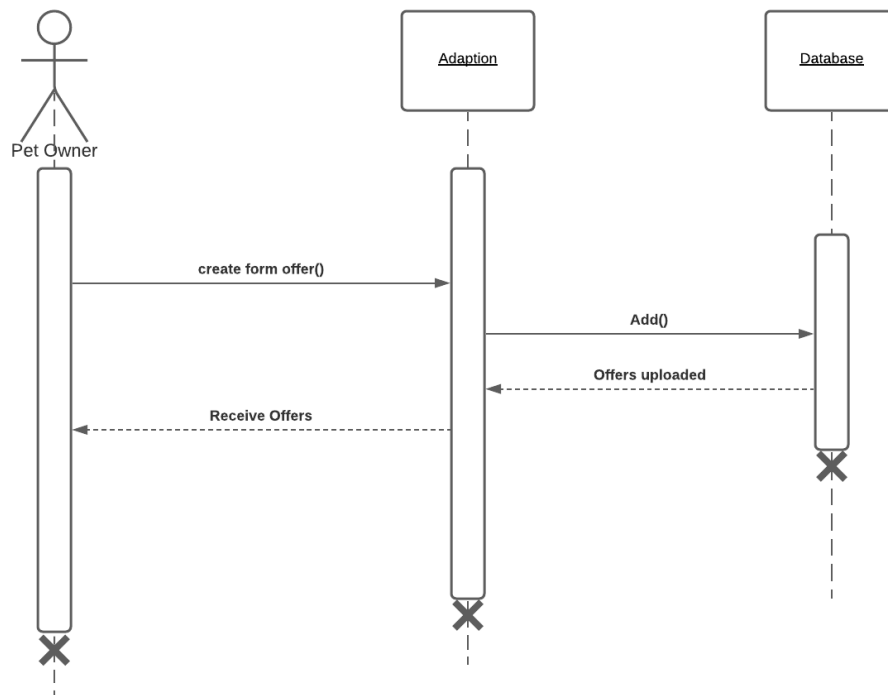 Adaption
Database
Pet Owner
create form offer()
Add()
Offers uploaded
Receive Offers